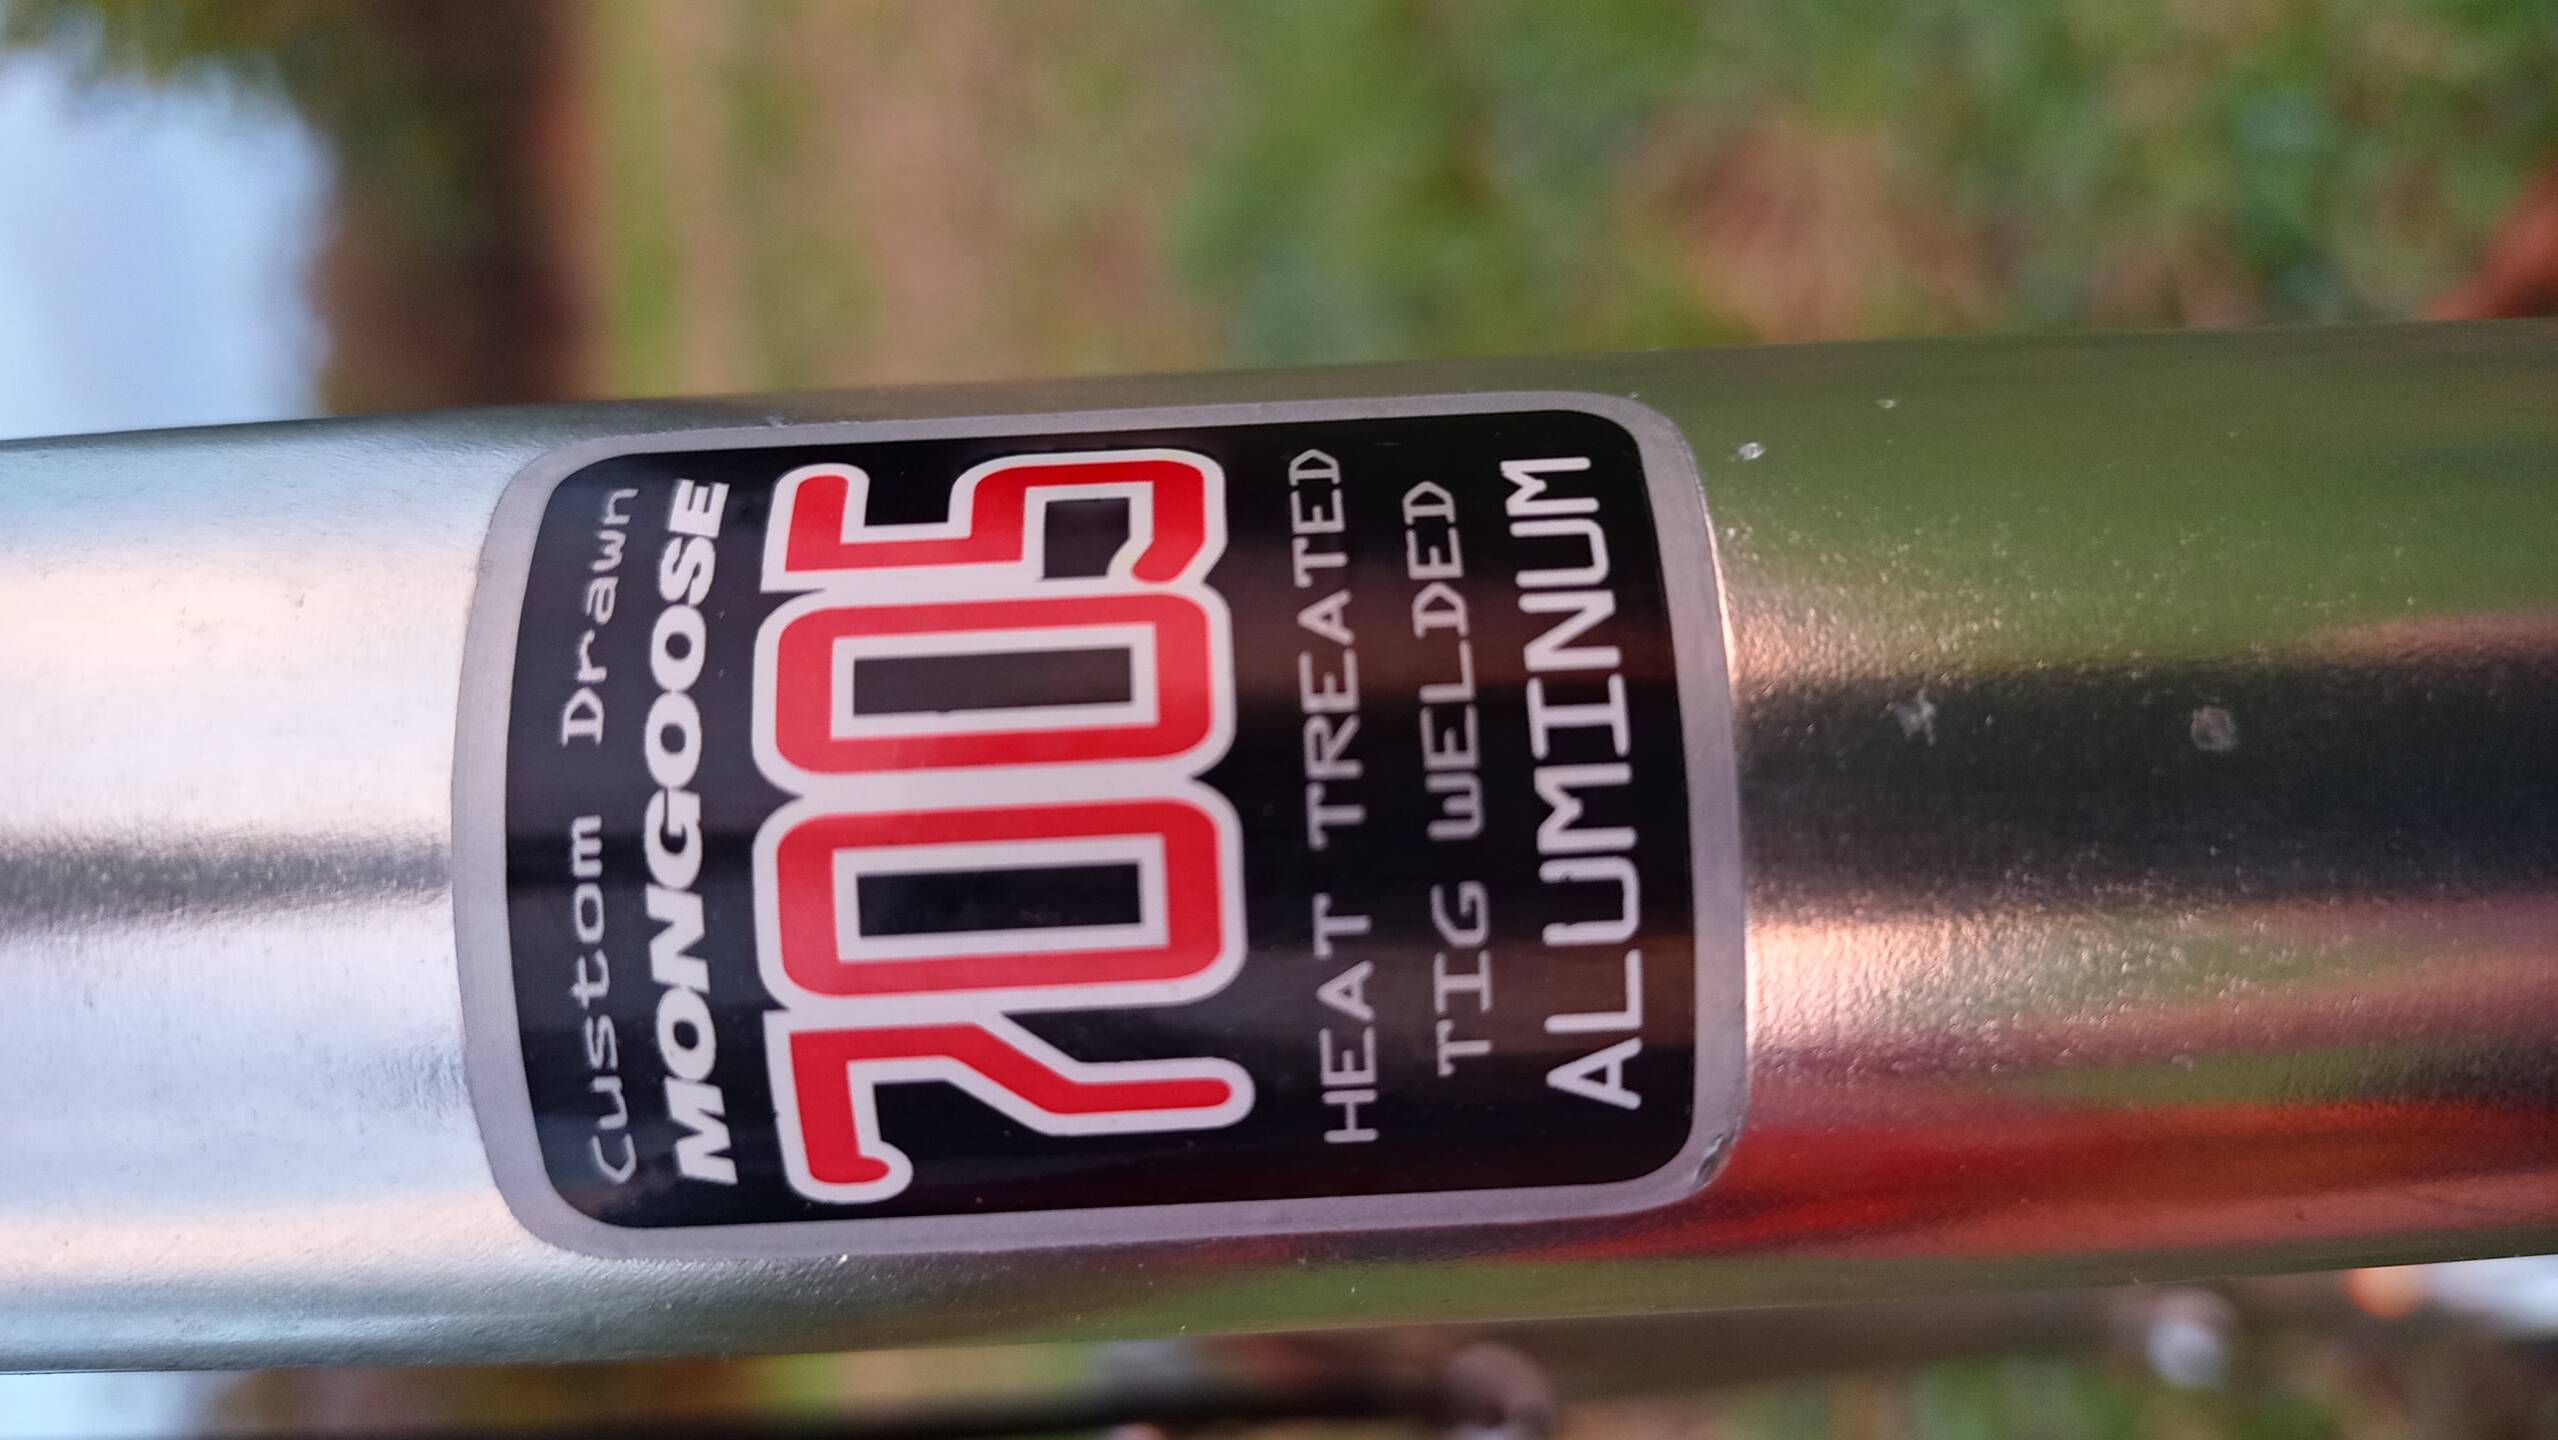 Custom Drawn
MONGOOSE
7005
HEAT TREATED
TIG WELDED
ALUMINUM